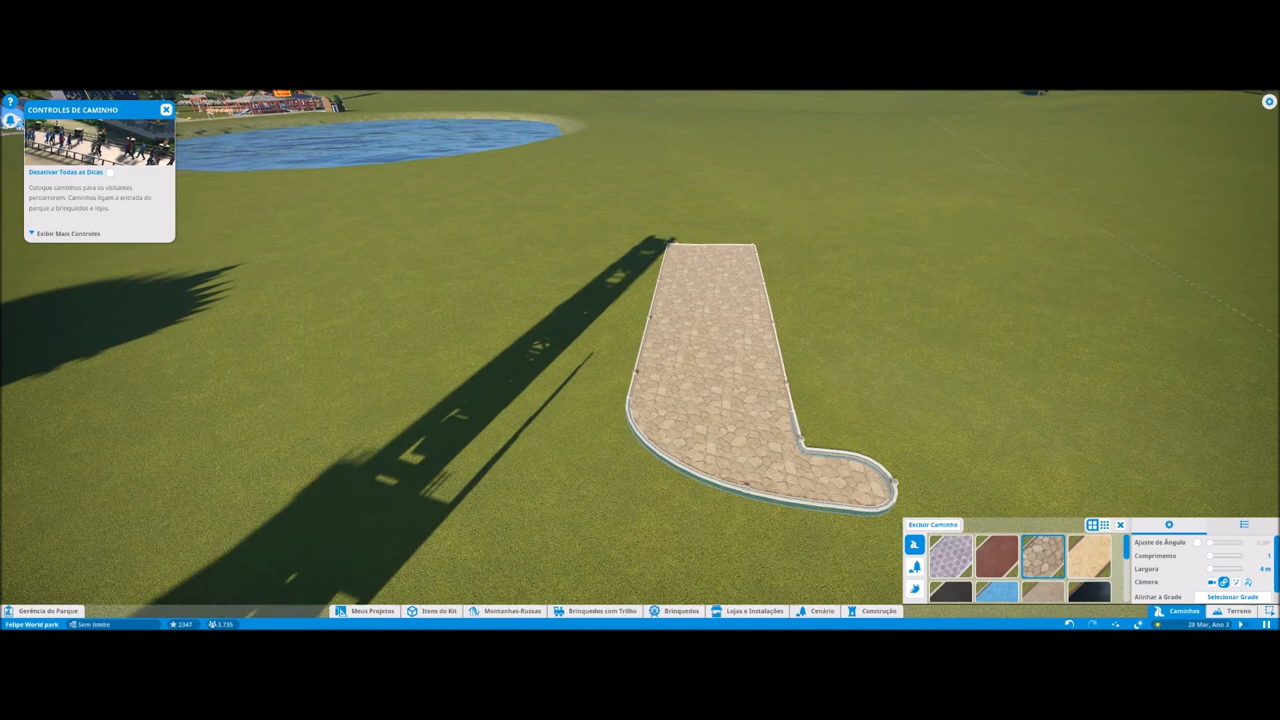 ?
CONTROLES DE CAMINHO
Desativar Todas as Dicas
Coloque caminhos para os visitantes
percorrerem. Caminhos ligam a entrada do
parque a brinquedos e lojas.
Exibir Mais Controles
Excluir Caminho
Ajuste de Ângulo
Comprimento 1
Largura 4 m
Câmera
Alinhar à Grade Selecionar Grade
Gerência do Parque
Meus Projetos
Itens do Kit
Montanhas-Russas
Brinquedos com Trilho
Brinquedos
Lojas e Instalações
Cenário
Construção
Caminhos
Terreno
Felipe World park
Sem limite
2347
3.735
28 Mar, Ano 3